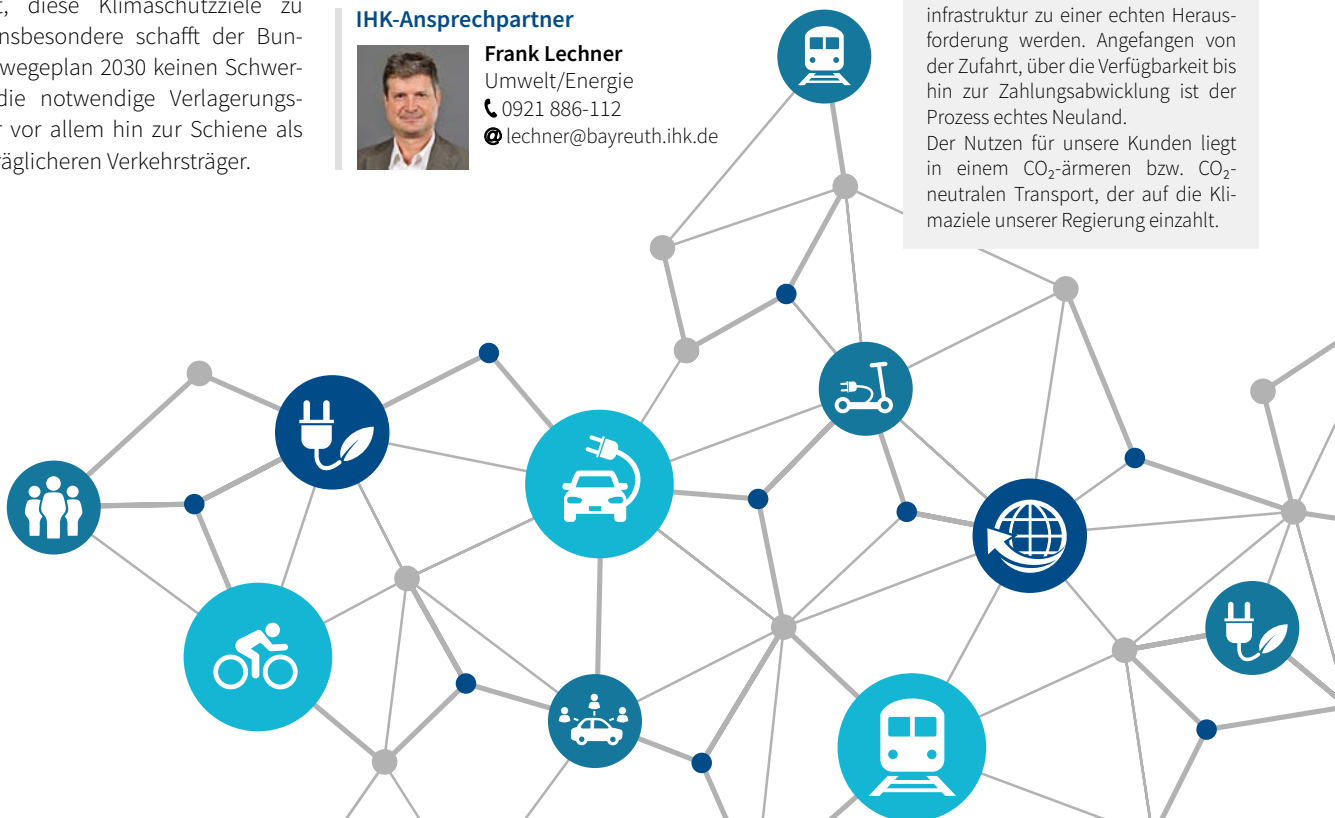 t, diese Klimaschutzziele zu
nsbesondere schafft der Bun-
wegeplan 2030 keinen Schwer-
die notwendige Verlagerungs-
r vor allem hin zur Schiene als
räglicheren Verkehrsträger.
IHK-Ansprechpartner
Frank Lechner
Umwelt/Energie
0921 886-112
@ lechner@bayreuth.ihk.de
infrastruktur zu einer echten Heraus-
forderung werden. Angefangen von
der Zufahrt, über die Verfügbarkeit bis
hin zur Zahlungsabwicklung ist der
Prozess echtes Neuland.
Der Nutzen für unsere Kunden liegt
in einem CO₂-ärmeren bzw. CO₂-
neutralen Transport, der auf die Kli-
maziele unserer Regierung einzahlt.